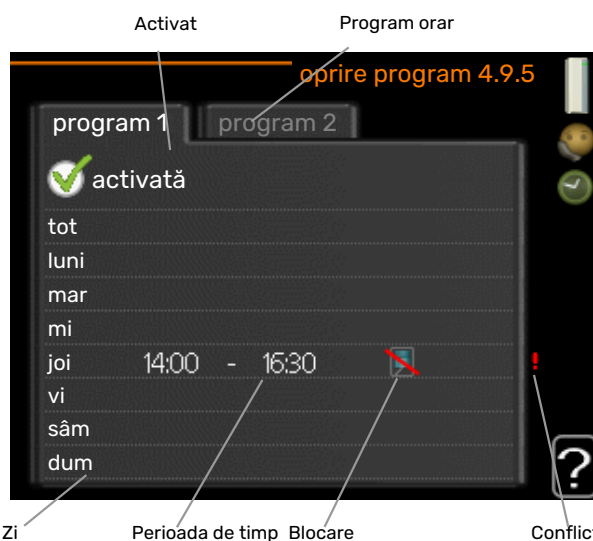 Activat Program orar
oprire program 4.9.5
program 1 program 2
activată
tot
luni
mar
mi
joi 14:00 - 16:30 !
vi
sâm
dum
?
Zi Perioada de timp Blocare Conflict